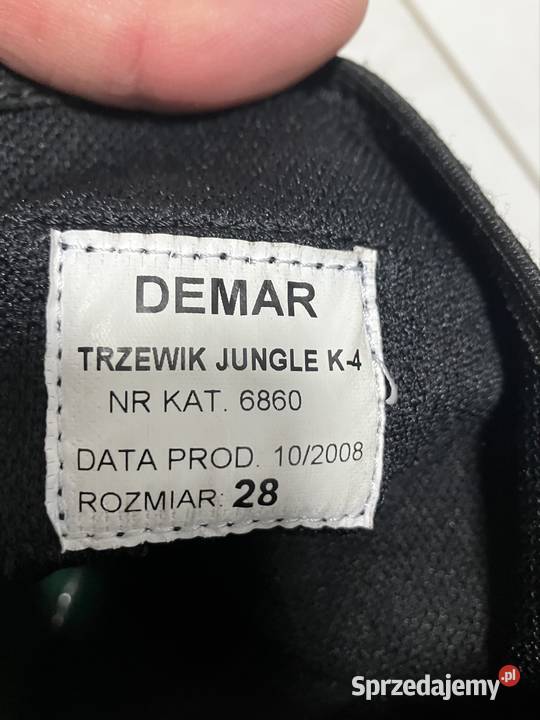 DEMAR
TRZEWIK JUNGLE K-4
NR KAT. 6860
DATA PROD. 10/2008
ROZMIAR: 28
Sprzedajemy.pl